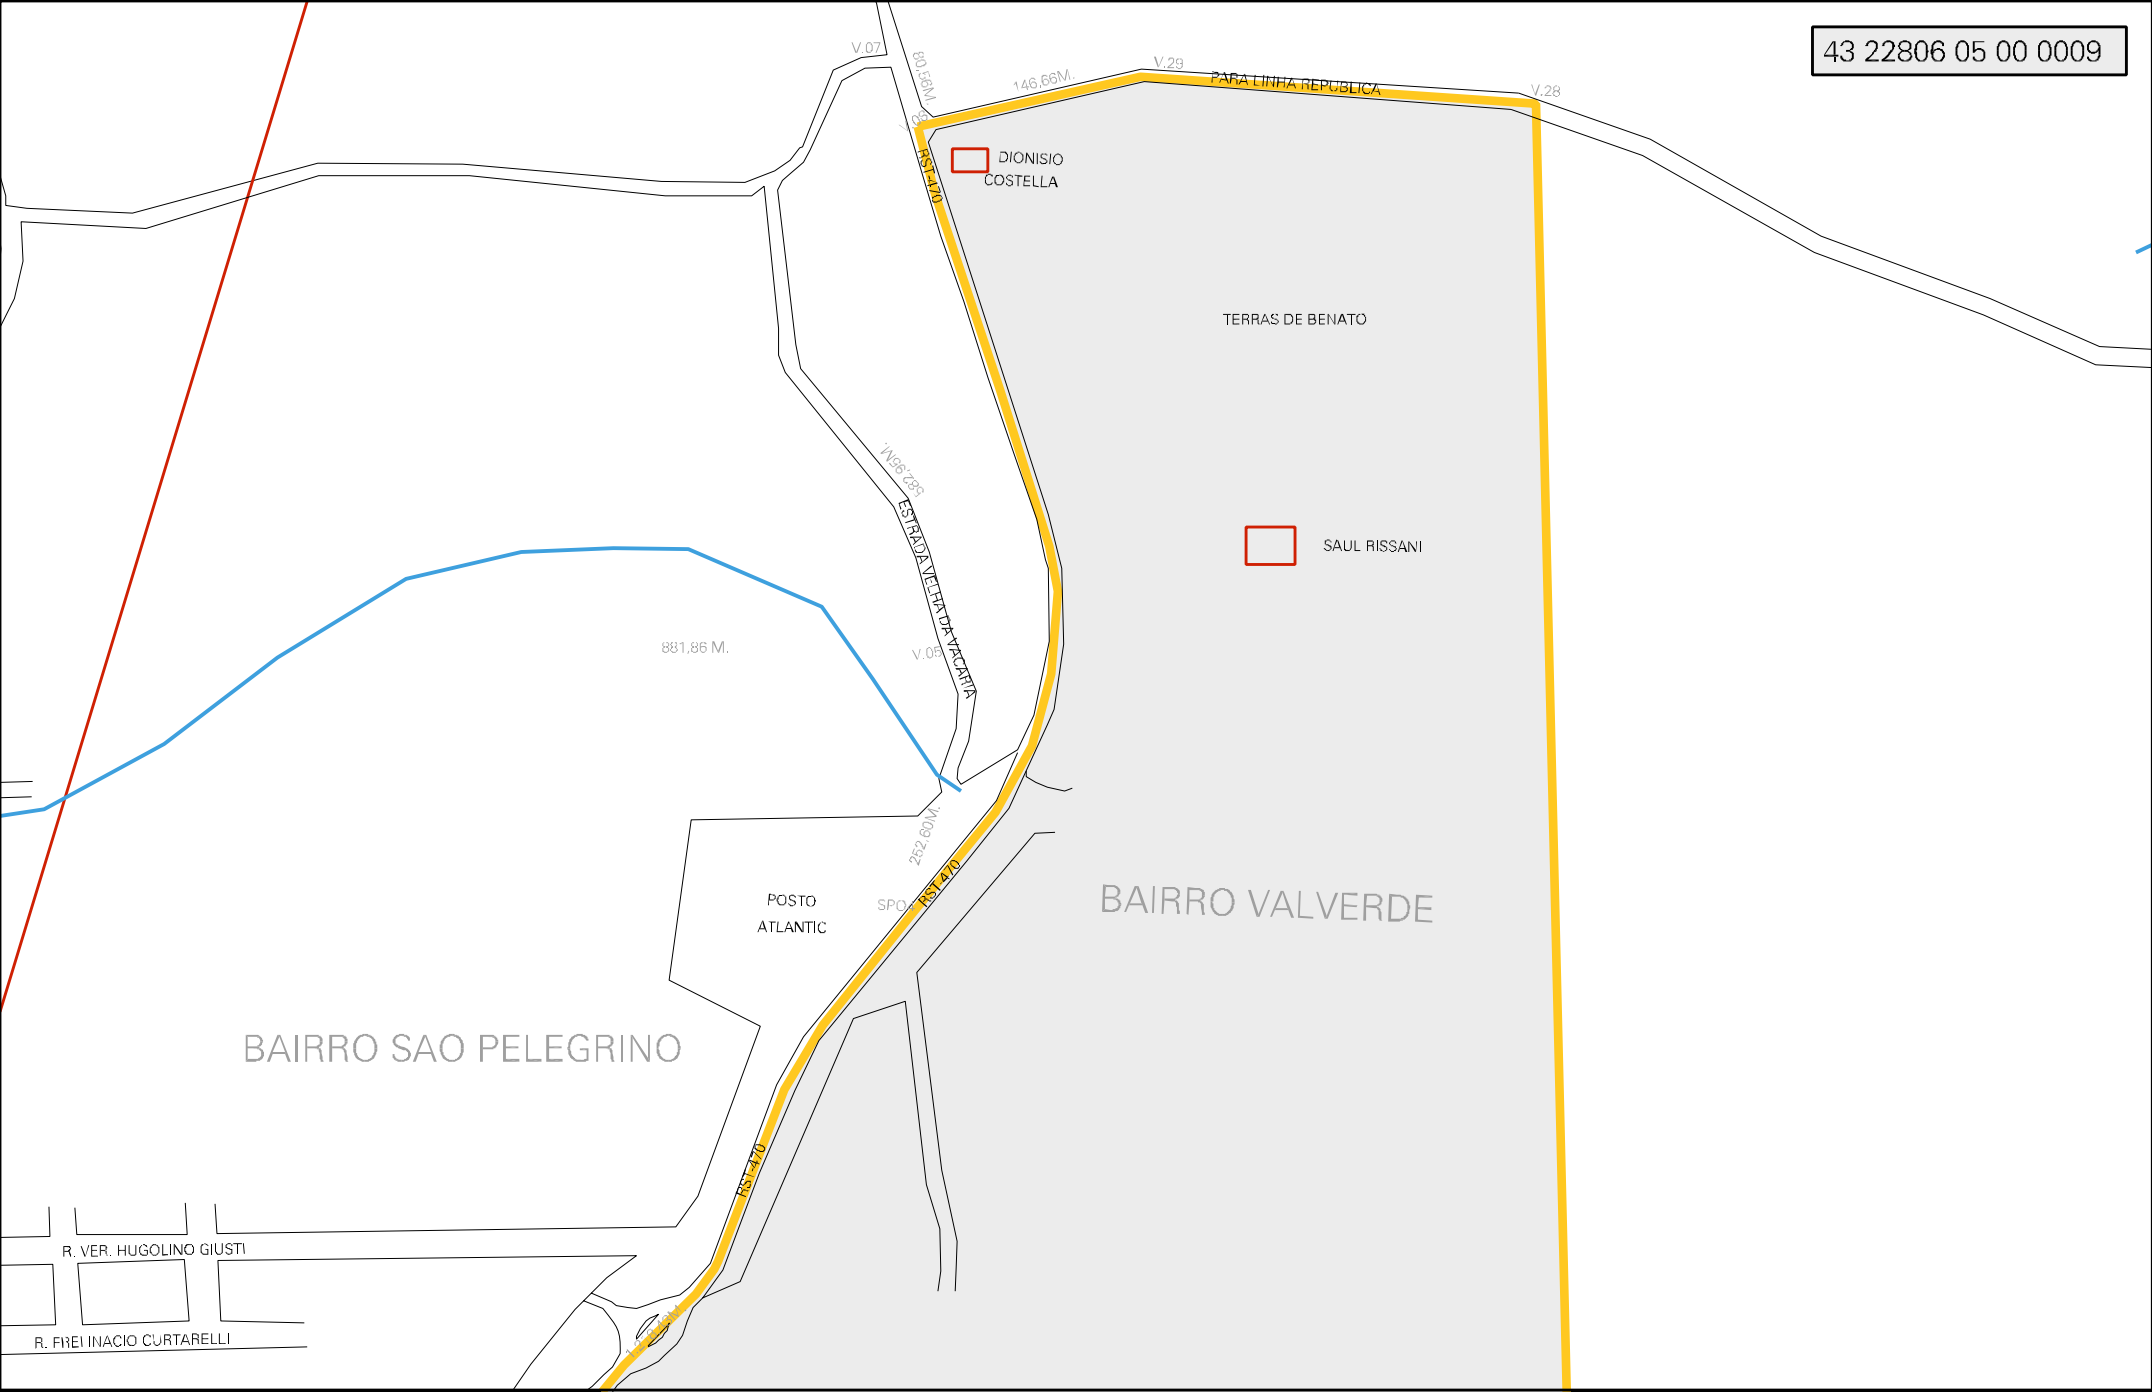 43 22806 05 00 0009
V.07
80,56M.
146,66M.
V.29
PARA LINHA REPUBLICA
V.28
V.08
RST-470
DIONISIO
COSTELLA
TERRAS DE BENATO
582,95M.
ESTRADA VELHA DA VACARIA
SAUL RISSANI
881,86 M.
V.05
252,60M.
RST-470
POSTO
ATLANTIC
BAIRRO VALVERDE
BAIRRO SAO PELEGRINO
RST-470
R. VER. HUGOLINO GIUSTI
R. FREI INACIO CURTARELLI